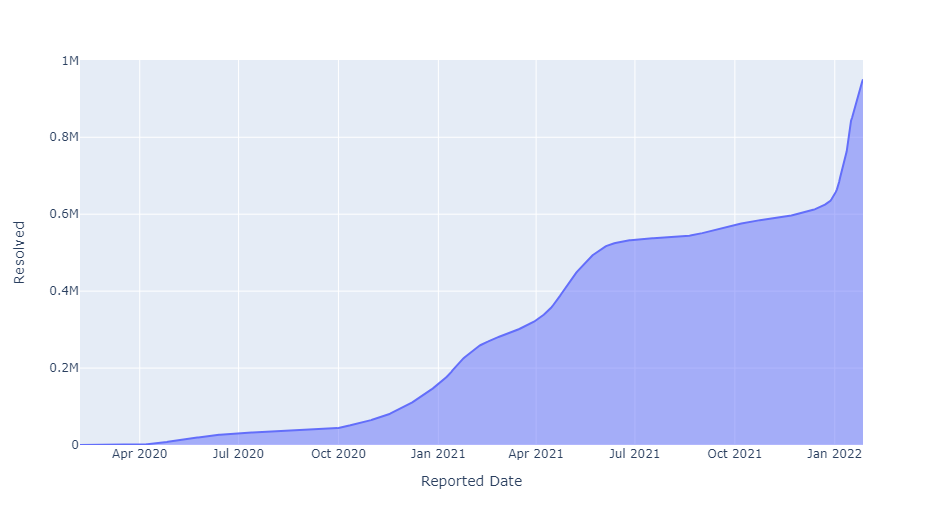 1M
0.8M
0.6M
0.4M
0.2M
0
Resolved
Apr 2020
Jul 2020
Oct 2020
Jan 2021
Apr 2021
Jul 2021
Oct 2021
Jan 2022
Reported Date